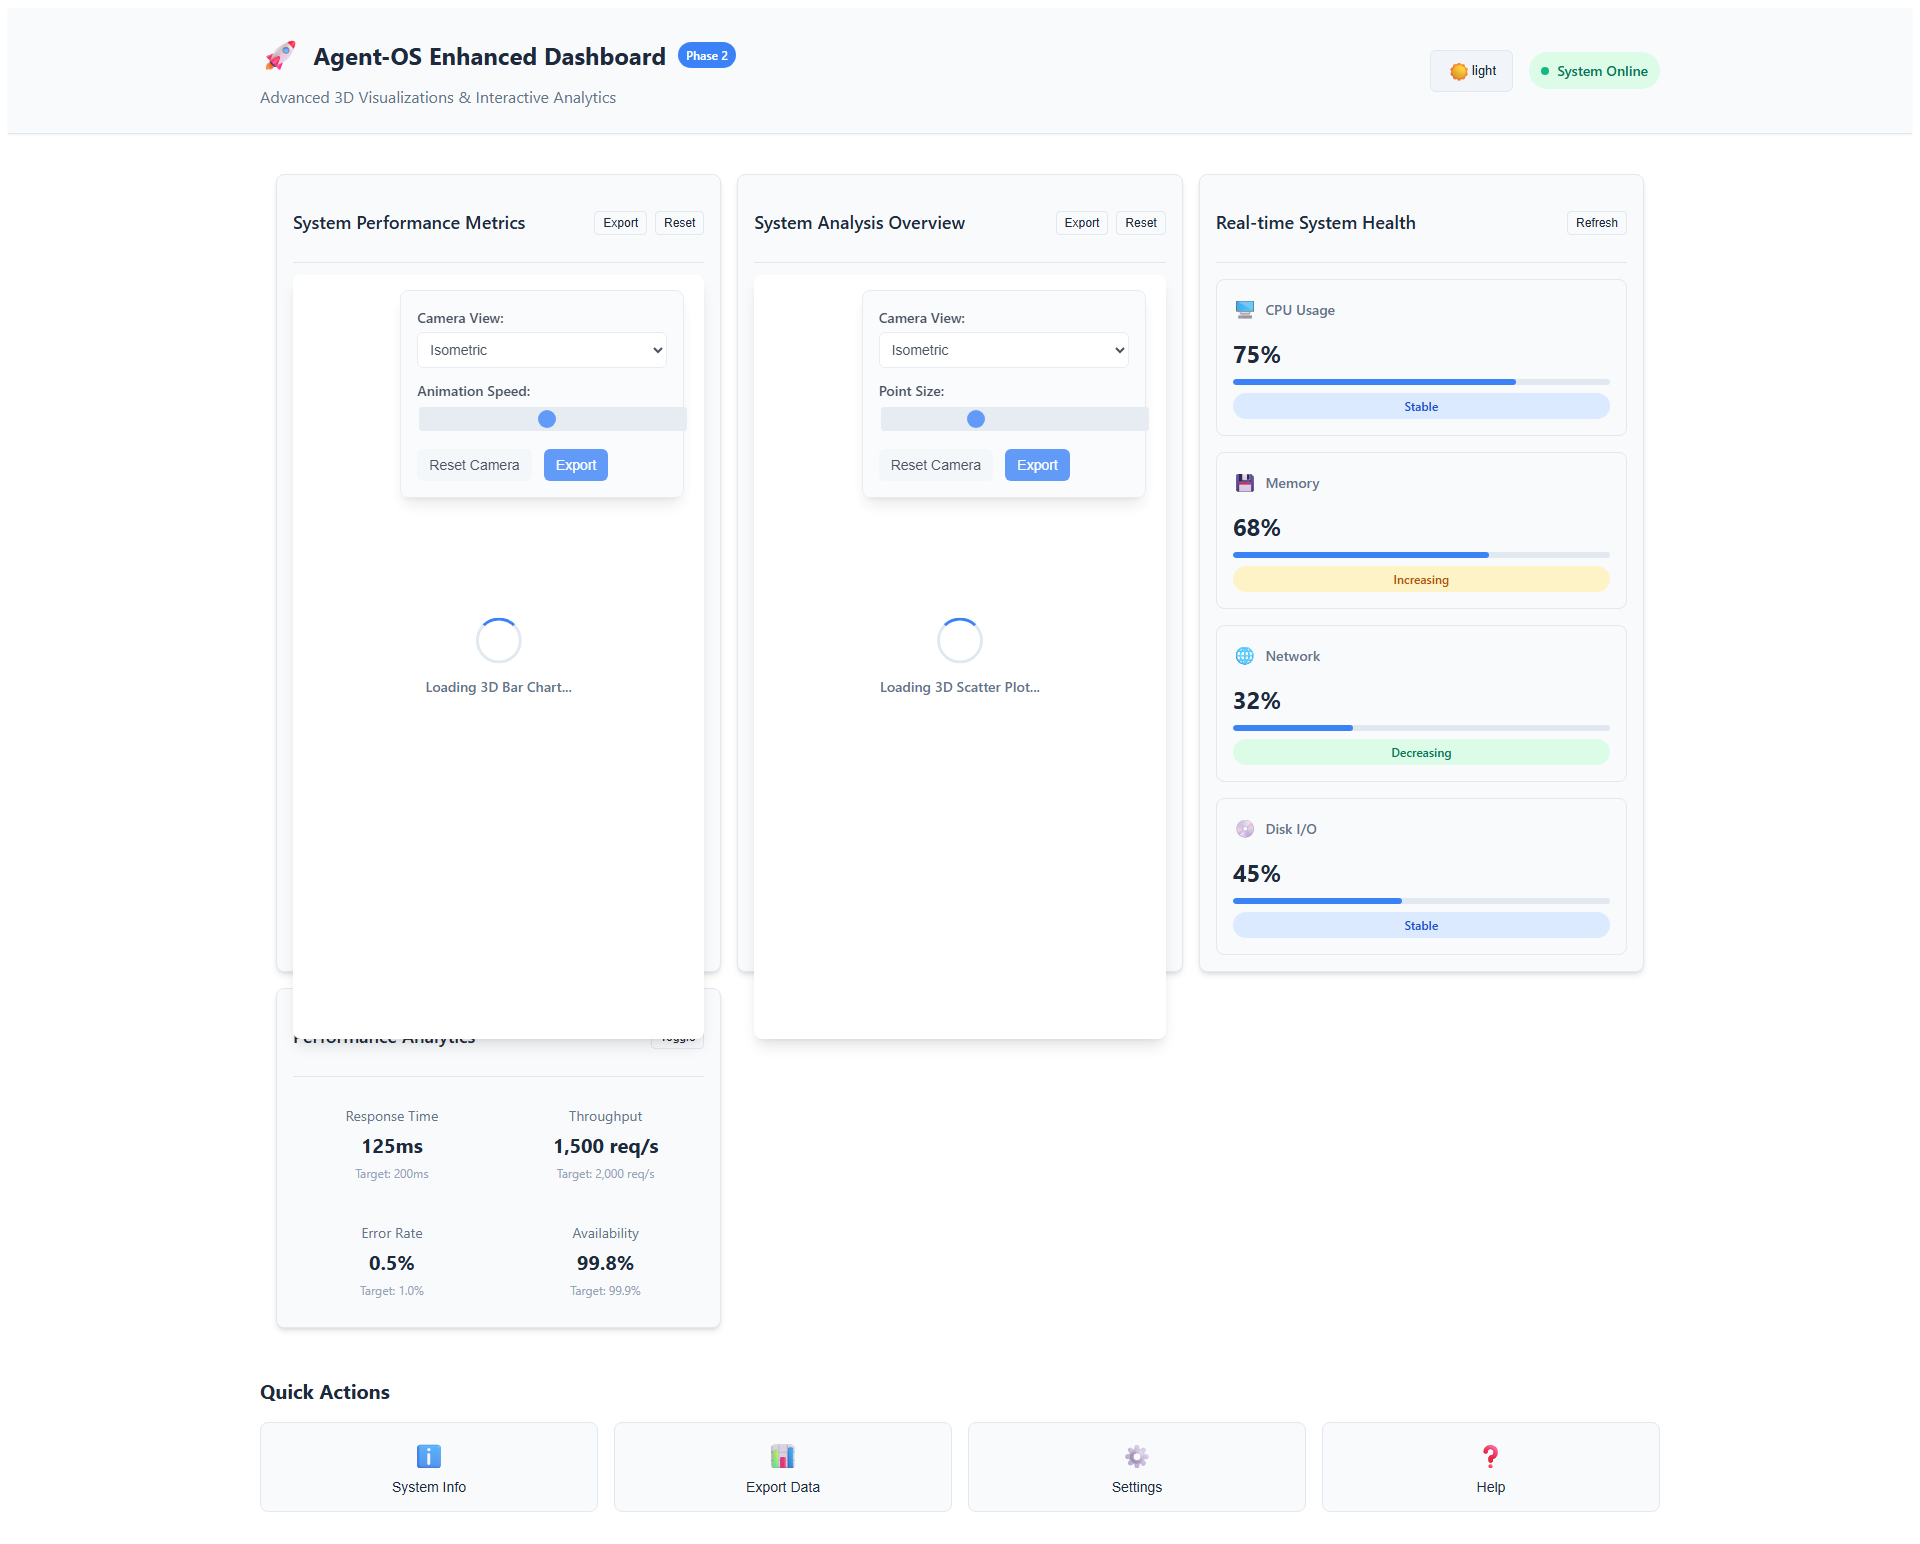 Agent-OS Enhanced Dashboard Phase 2
Advanced 3D Visualizations & Interactive Analytics
light
System Online
System Performance Metrics
Export
Reset
Camera View:
Isometric
Animation Speed:
Reset Camera
Export
Loading 3D Bar Chart...
System Analysis Overview
Export
Reset
Camera View:
Isometric
Point Size:
Reset Camera
Export
Loading 3D Scatter Plot...
Real-time System Health
Refresh
CPU Usage
75%
Stable
Memory
68%
Increasing
Network
32%
Decreasing
Disk I/O
45%
Stable
Performance Analytics
Toggle
Response Time
125ms
Target: 200ms
Throughput
1,500 req/s
Target: 2,000 req/s
Error Rate
0.5%
Target: 1.0%
Availability
99.8%
Target: 99.9%
Quick Actions
System Info
Export Data
Settings
Help